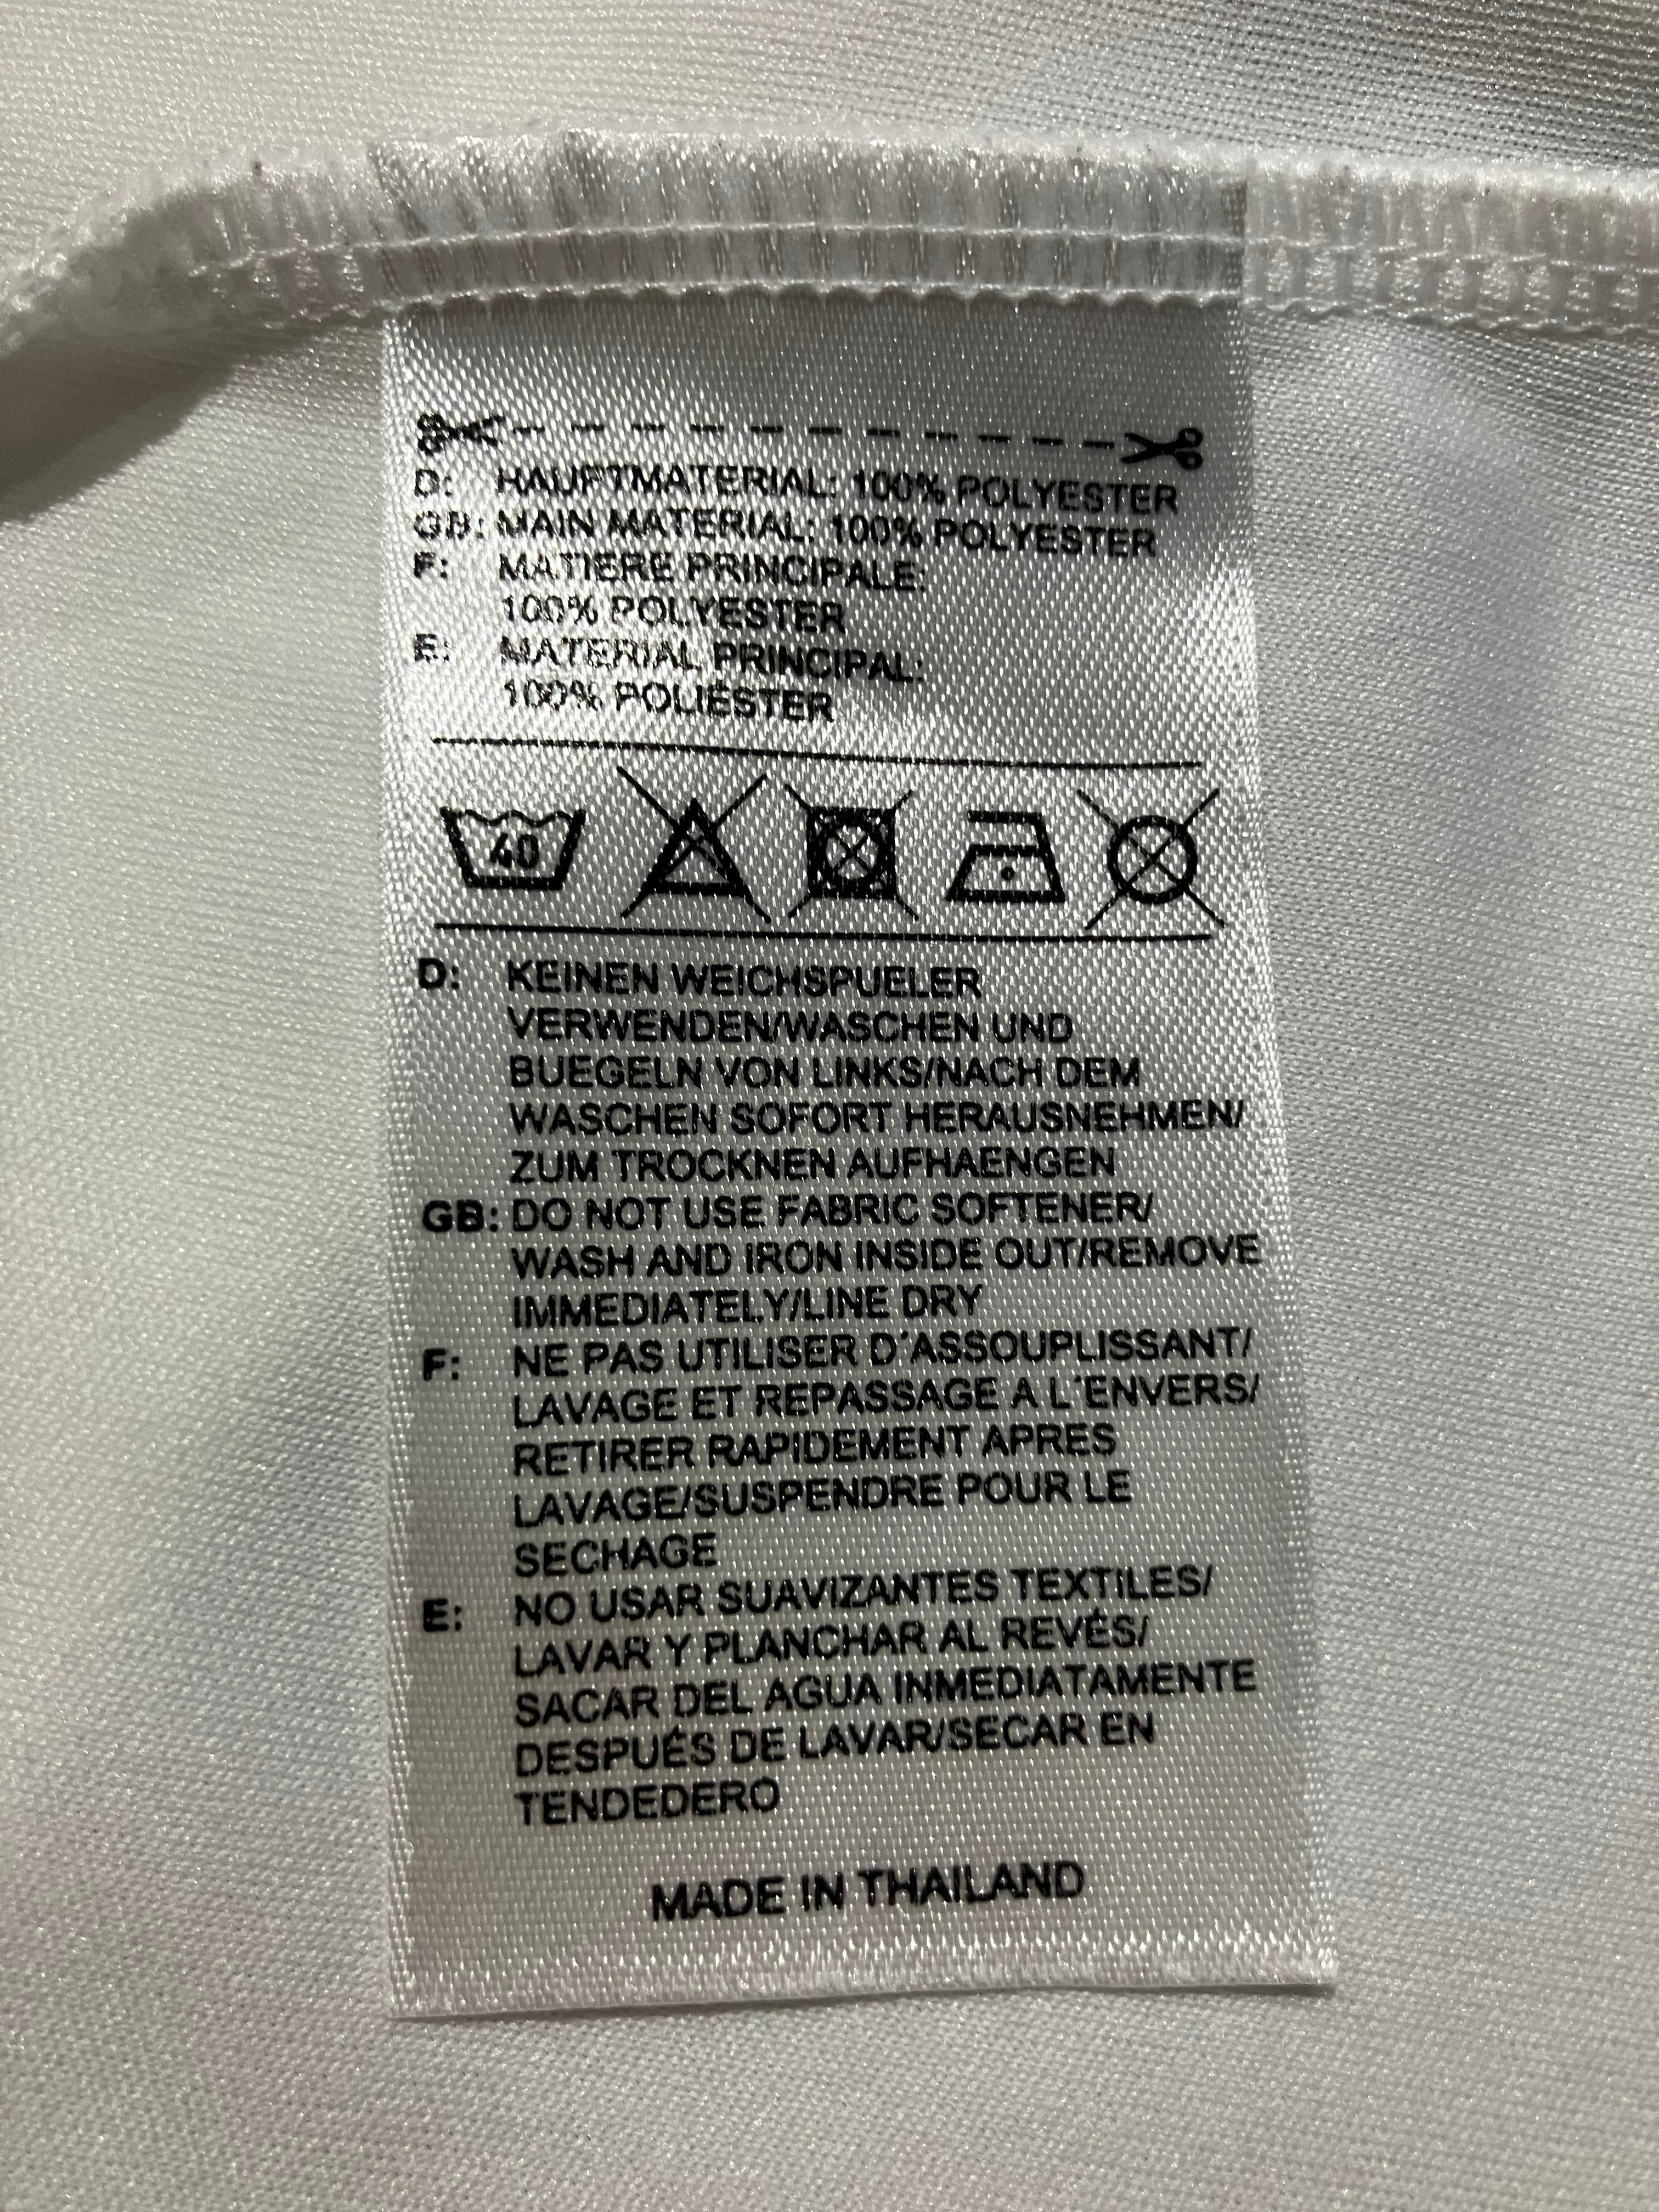 D: HAUPTMATERIAL: 100% POLYESTER
GB: MAIN MATERIAL: 100% POLYESTER
F: MATIERE PRINCIPALE:
100% POLYESTER
E: MATERIAL PRINCIPAL:
100% POLIÉSTER
40
D: KEINEN WEICHSPUELER
VERWENDEN/WASCHEN UND
BUEGELN VON LINKS/NACH DEM
WASCHEN SOFORT HERAUSNEHMEN/
ZUM TROCKNEN AUFHAENGEN
GB: DO NOT USE FABRIC SOFTENER/
WASH AND IRON INSIDE OUT/REMOVE
IMMEDIATELY/LINE DRY
F: NE PAS UTILISER D'ASSOUPLISSANT/
LAVAGE ET REPASSAGE A L'ENVERS/
RETIRER RAPIDEMENT APRES
LAVAGE/SUSPENDRE POUR LE
SECHAGE
E: NO USAR SUAVIZANTES TEXTILES/
LAVAR Y PLANCHAR AL REVÉS/
SACAR DEL AGUA INMEDIATAMENTE
DESPUÉS DE LAVAR/SECAR EN
TENDEDERO
MADE IN THAILAND